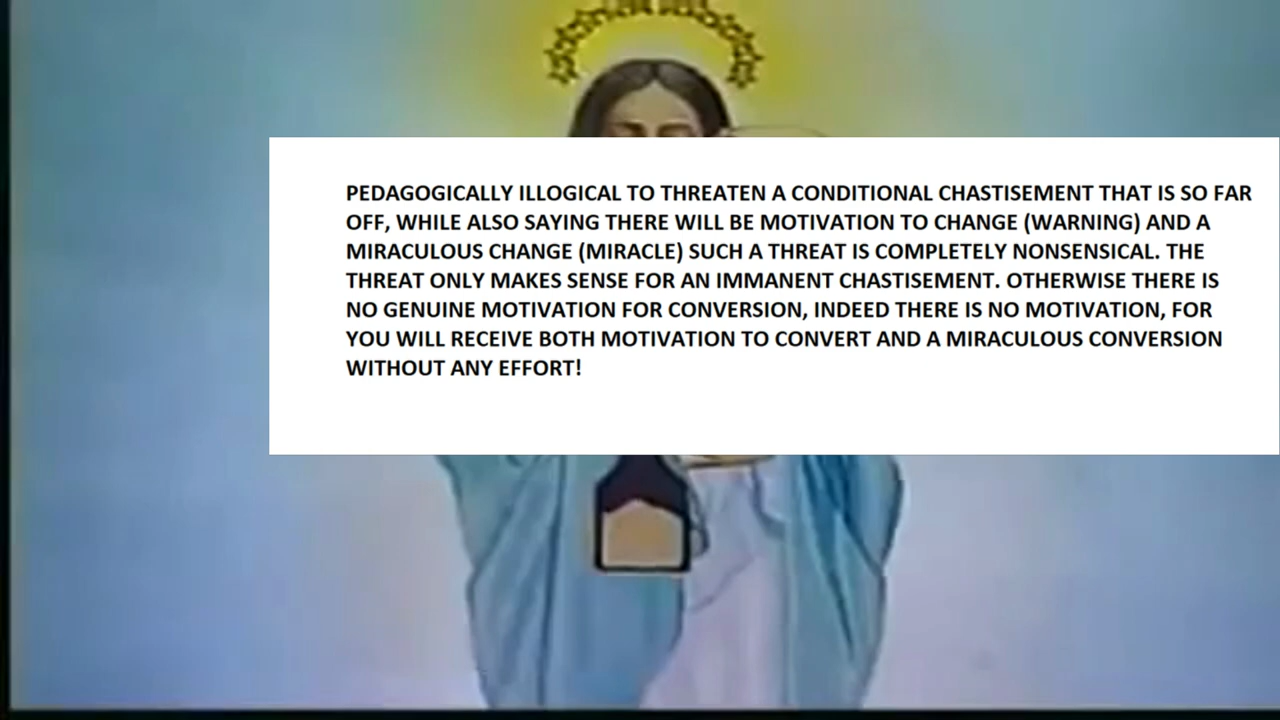 PEDAGOGICALLY ILLOGICAL TO THREATEN A CONDITIONAL CHASTISEMENT THAT IS SO FAR
OFF, WHILE ALSO SAYING THERE WILL BE MOTIVATION TO CHANGE (WARNING) AND A
MIRACULOUS CHANGE (MIRACLE) SUCH A THREAT IS COMPLETELY NONSENSICAL. THE
THREAT ONLY MAKES SENSE FOR AN IMMANENT CHASTISEMENT. OTHERWISE THERE IS
NO GENUINE MOTIVATION FOR CONVERSION, INDEED THERE IS NO MOTIVATION, FOR
YOU WILL RECEIVE BOTH MOTIVATION TO CONVERT AND A MIRACULOUS CONVERSION
WITHOUT ANY EFFORT!